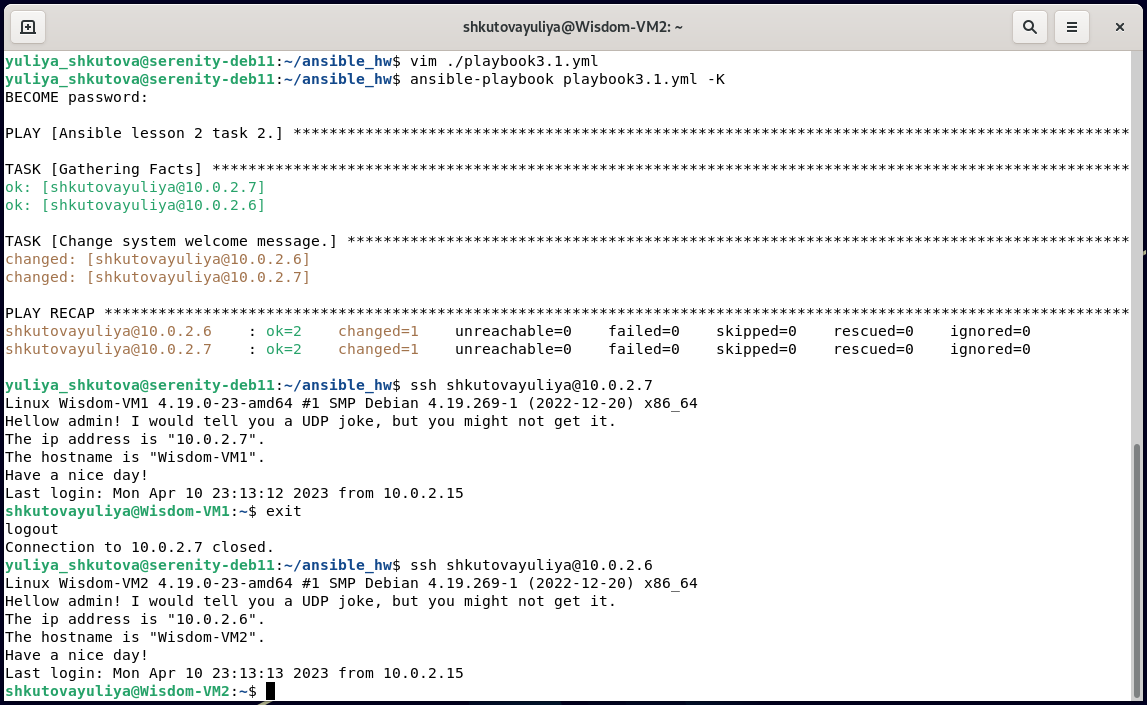 shkutovayuliya@Wisdom-VM2: ~
yuliya_shkutova@serenity-deb11:~/ansible_hw$ vim ./playbook3.1.yml
yuliya_shkutova@serenity-deb11:~/ansible_hw$ ansible-playbook playbook3.1.yml -K
BECOME password:
PLAY [Ansible lesson 2 task 2.] *********************************************************************************************
TASK [Gathering Facts] ******************************************************************************************************
ok: [shkutovayuliya@10.0.2.7]
ok: [shkutovayuliya@10.0.2.6]
TASK [Change system welcome message.] ***************************************************************************************
changed: [shkutovayuliya@10.0.2.6]
changed: [shkutovayuliya@10.0.2.7]
PLAY RECAP ******************************************************************************************************************
shkutovayuliya@10.0.2.6    : ok=2    changed=1    unreachable=0    failed=0    skipped=0    rescued=0    ignored=0
shkutovayuliya@10.0.2.7    : ok=2    changed=1    unreachable=0    failed=0    skipped=0    rescued=0    ignored=0
yuliya_shkutova@serenity-deb11:~/ansible_hw$ ssh shkutovayuliya@10.0.2.7
Linux Wisdom-VM1 4.19.0-23-amd64 #1 SMP Debian 4.19.269-1 (2022-12-20) x86_64
Hellow admin! I would tell you a UDP joke, but you might not get it.
The ip address is "10.0.2.7".
The hostname is "Wisdom-VM1".
Have a nice day!
Last login: Mon Apr 10 23:13:12 2023 from 10.0.2.15
shkutovayuliya@Wisdom-VM1:~$ exit
logout
Connection to 10.0.2.7 closed.
yuliya_shkutova@serenity-deb11:~/ansible_hw$ ssh shkutovayuliya@10.0.2.6
Linux Wisdom-VM2 4.19.0-23-amd64 #1 SMP Debian 4.19.269-1 (2022-12-20) x86_64
Hellow admin! I would tell you a UDP joke, but you might not get it.
The ip address is "10.0.2.6".
The hostname is "Wisdom-VM2".
Have a nice day!
Last login: Mon Apr 10 23:13:13 2023 from 10.0.2.15
shkutovayuliya@Wisdom-VM2:~$